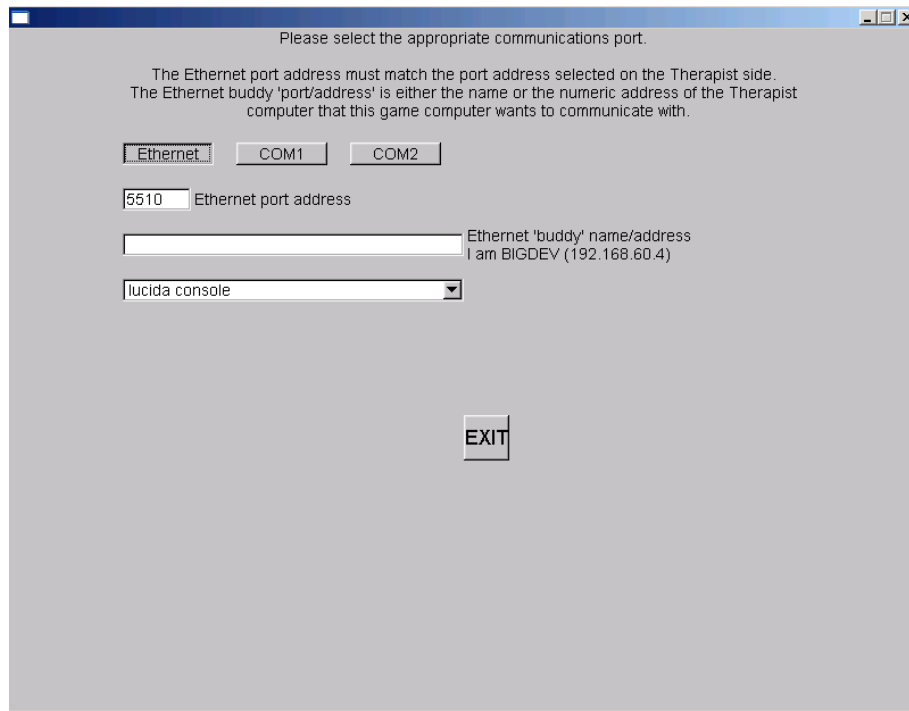 Please select the appropriate communications port.
The Ethernet port address must match the port address selected on the Therapist side.
The Ethernet buddy 'port/address' is either the name or the numeric address of the Therapist
computer that this game computer wants to communicate with.
Ethernet COM1 COM2
5510 Ethernet port address
Ethernet 'buddy' name/address
I am BIGDEV (192.168.60.4)
lucida console
EXIT